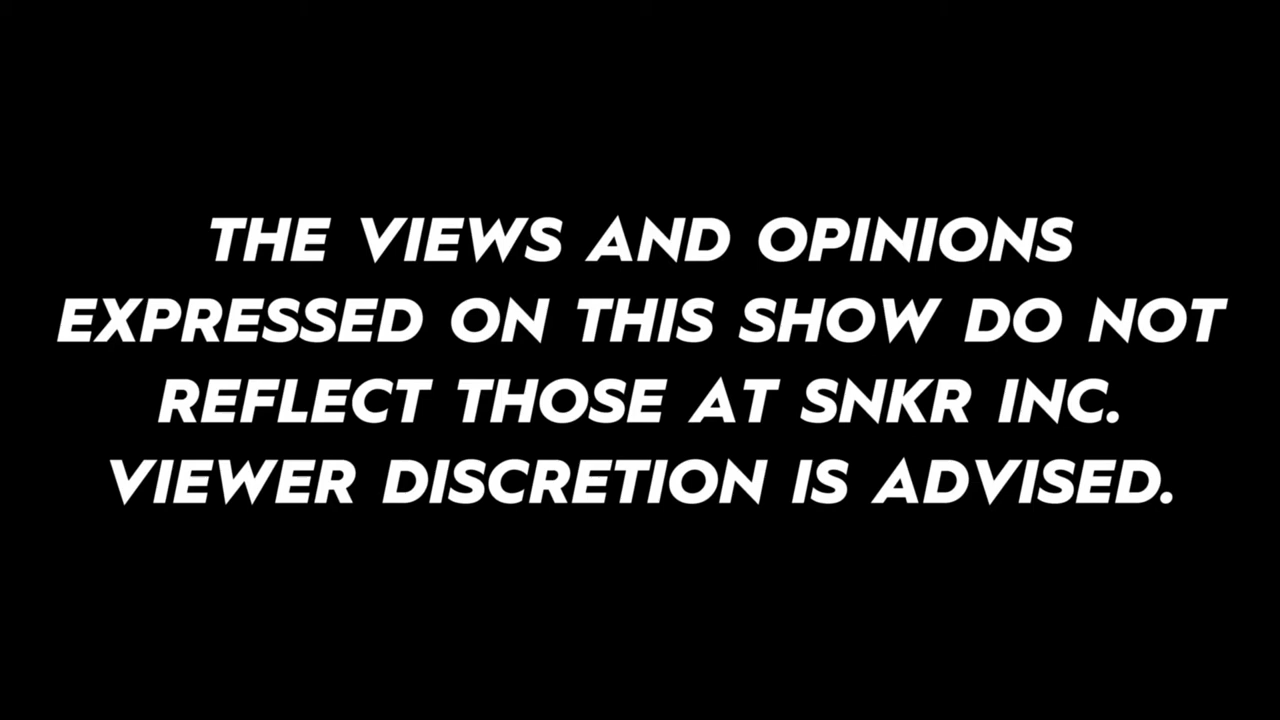 THE VIEWS AND OPINIONS
EXPRESSED ON THIS SHOW DO NOT
REFLECT THOSE AT SNKR INC.
VIEWER DISCRETION IS ADVISED.